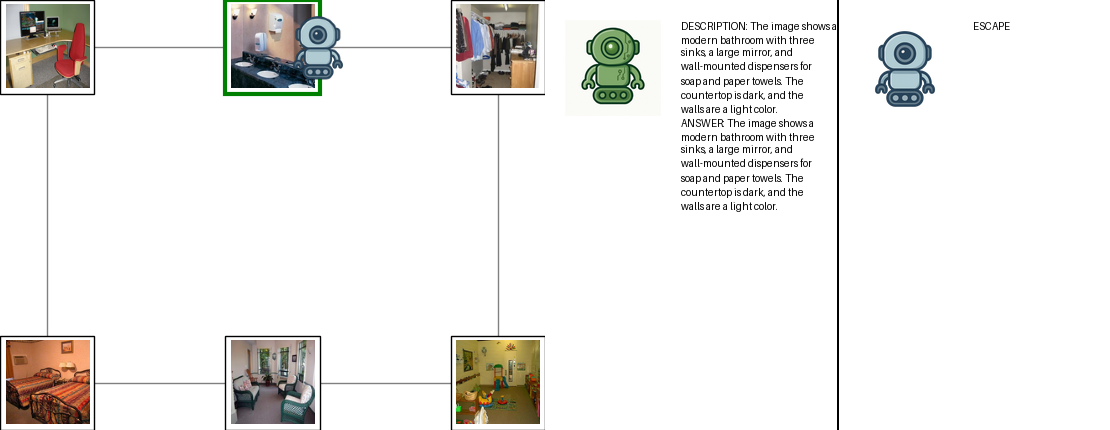 DESCRIPTION: The image shows a
modern bathroom with three
sinks, a large mirror, and
wall-mounted dispensers for
soap and paper towels. The
countertop is dark, and the
walls are a light color.
ANSWER: The image shows a
modern bathroom with three
sinks, a large mirror, and
wall-mounted dispensers for
soap and paper towels. The
countertop is dark, and the
walls are a light color.
ESCAPE